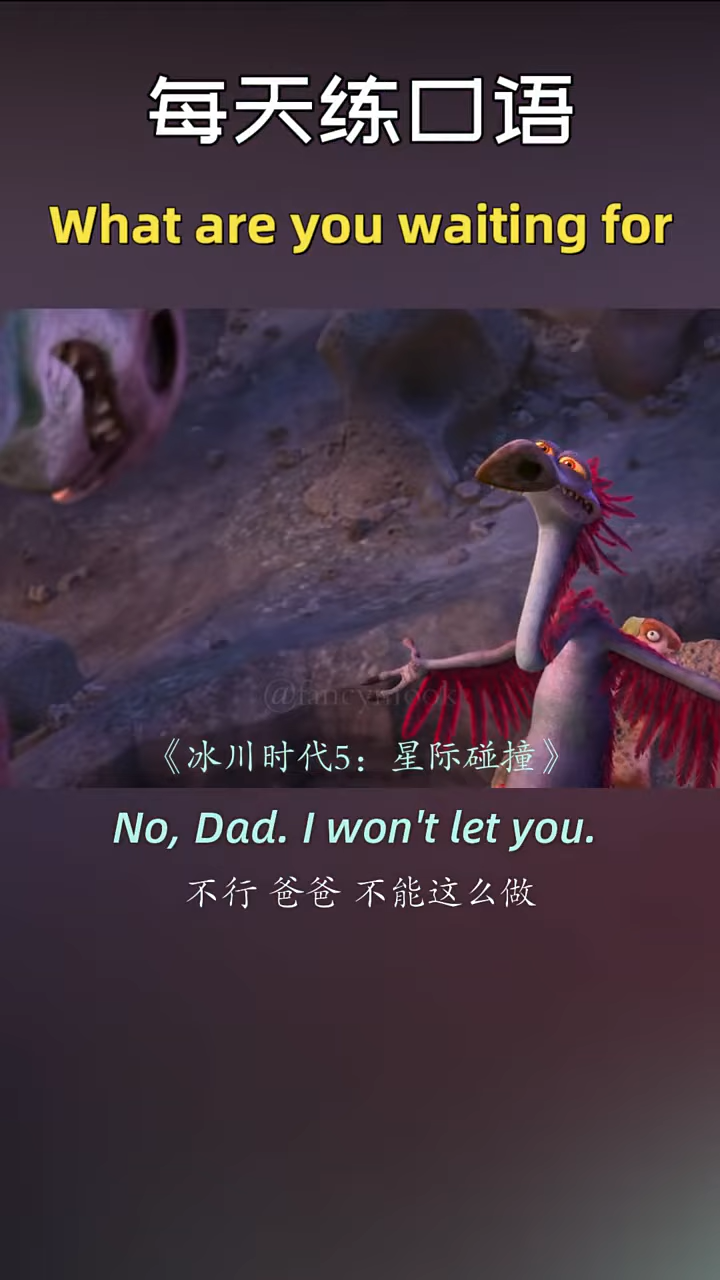 每天练口语
What are you waiting for
@fancymook
《冰川时代5：星际碰撞》
No, Dad. I won't let you.
不行 爸爸 不能这么做